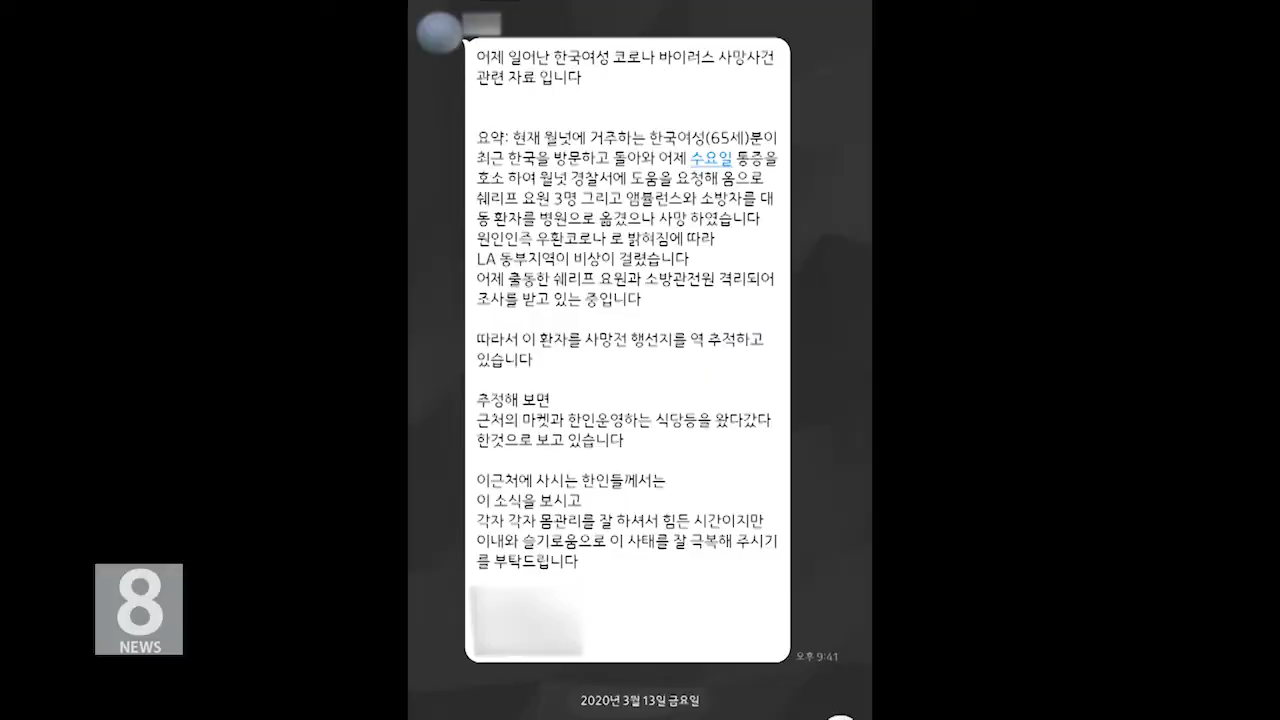 어제 일어난 한국여성 코로나 바이러스 사망사건
관련 자료 입니다
요약: 현재 월넛에 거주하는 한국여성(65세)분이
최근 한국을 방문하고 돌아와 어제 수요일 통증을
호소 하여 월넛 경찰서에 도움을 요청해 옴으로
쉐리프 요원 3명 그리고 앰뷸런스와 소방차를 대
동 환자를 병원으로 옮겼으나 사망 하였습니다
원인인즉 우환코로나 로 밝혀짐에 따라
LA 동부지역이 비상이 걸렸습니다
어제 출동한 쉐리프 요원과 소방관전원 격리되어
조사를 받고 있는 중입니다
따라서 이 환자를 사망전 행선지를 역 추적하고
있습니다
추정해 보면
근처의 마켓과 한인운영하는 식당등을 왔다갔다
한것으로 보고 있습니다
이근처에 사시는 한인들께서는
이 소식을 보시고
각자 각자 몸관리를 잘 하셔서 힘든 시간이지만
이내와 슬기로움으로 이 사태를 잘 극복해 주시기
를 부탁드립니다
오후 9:41
2020년 3월 13일 금요일
8
NEWS